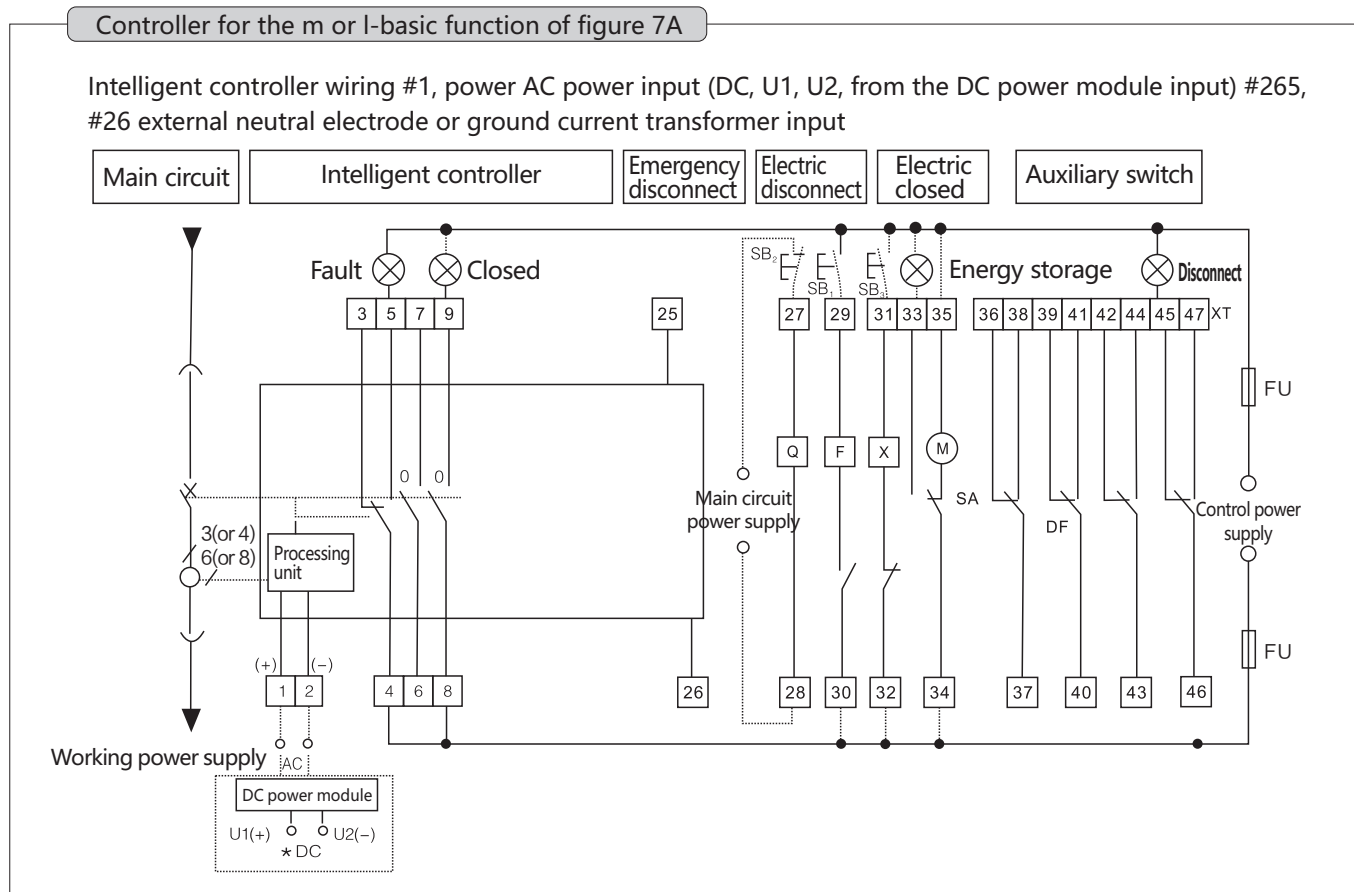 Controller for the m or l-basic function of figure 7A
Intelligent controller wiring #1, power AC power input (DC, U1, U2, from the DC power module input) #265,
#26 external neutral electrode or ground current transformer input
Main circuit
Intelligent controller
Emergency
disconnect
Electric
disconnect
Electric
closed
Auxiliary switch
Fault
Closed
SB₂
SB₁
SB₃
Energy storage
Disconnect
3 5 7 9
25
27
29
31 33 35
36 38 39 41 42 44 45 47 XT
FU
Q
F
X
M
0 0
SA
DF
Main circuit
power supply
Control power
supply
3(or 4)
6(or 8)
Processing
unit
FU
(+) (−)
1 2
4 6 8
26
28
30
32
34
37
40
43
46
Working power supply
AC
DC power module
U1(+) U2(−)
* DC